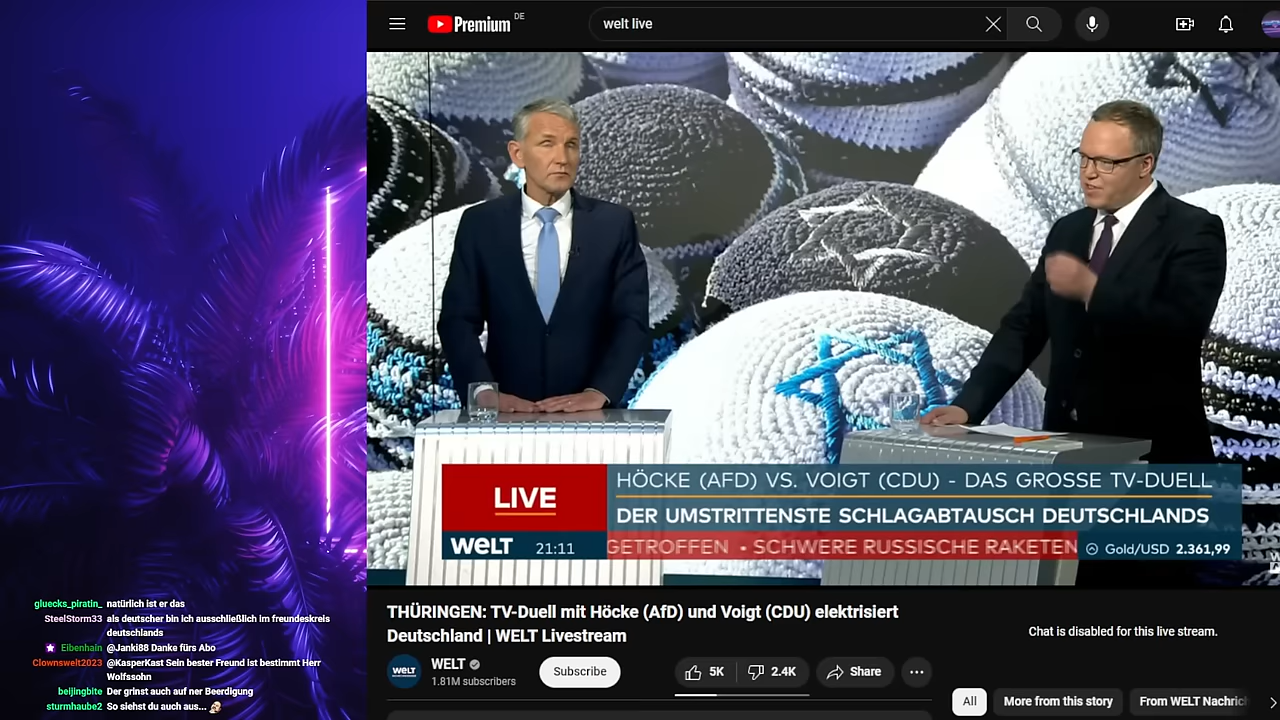 Premium DE
welt live
HÖCKE (AFD) VS. VOIGT (CDU) - DAS GROSSE TV-DUELL
LIVE
DER UMSTRITTENSTE SCHLAGABTAUSCH DEUTSCHLANDS
WELT 21:11
GETROFFEN • SCHWERE RUSSISCHE RAKETEN
Gold/USD 2.361,99
THÜRINGEN: TV-Duell mit Höcke (AfD) und Voigt (CDU) elektrisiert
Deutschland | WELT Livestream
Chat is disabled for this live stream.
welt
WELT
1.81M subscribers
Subscribe
5K
2.4K
Share
All
More from this story
From WELT Nachric
gluecks_piratin_ natürlich ist er das
SteelStorm33 als deutscher bin ich ausschließlich im freundeskreis
deutschlands
Eibenhain @Janki88 Danke fürs Abo
Clownswelt2023 @KasperKast Sein bester Freund ist bestimmt Herr
Wolfssohn
beijingbite Der grinst auch auf ner Beerdigung
sturmhaube2 So siehst du auch aus...